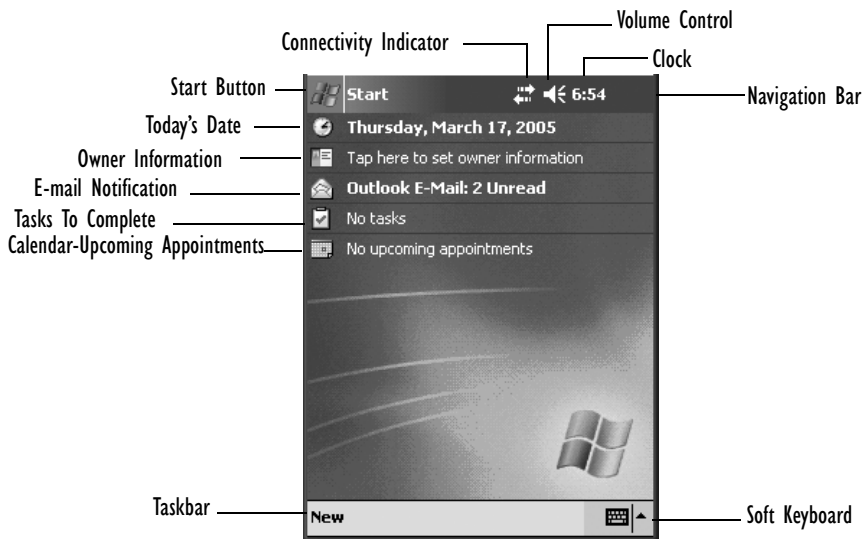 Volume Control
Connectivity Indicator
Clock
Start Button
Start
6:54
Navigation Bar
Today's Date
Thursday, March 17, 2005
Owner Information
Tap here to set owner information
E-mail Notification
Outlook E-Mail: 2 Unread
Tasks To Complete
No tasks
Calendar-Upcoming Appointments
No upcoming appointments
Taskbar
New
Soft Keyboard